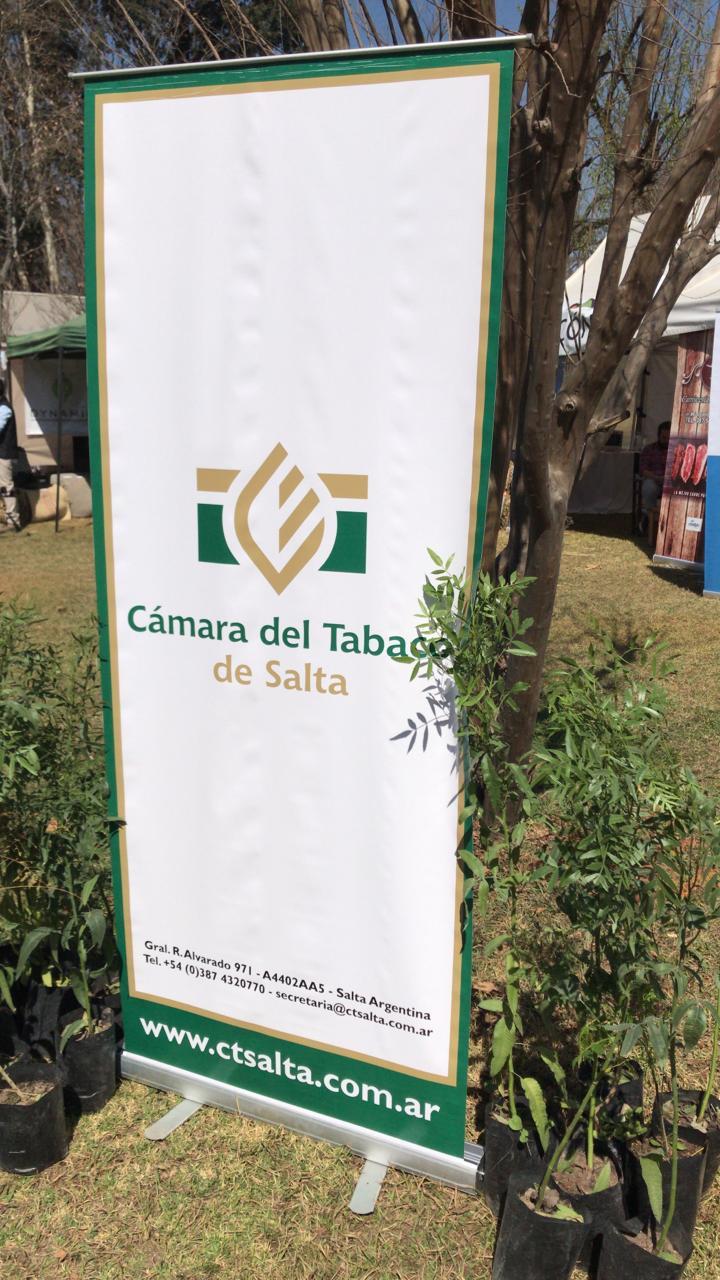 Cámara del Tabaco
de Salta
Gral. R. Alvarado 971 - A4402AA5 - Salta Argentina
Tel. +54 (0)387 4320770 - secretaria@ctsalta.com.ar
www.ctsalta.com.ar
DYNAMI